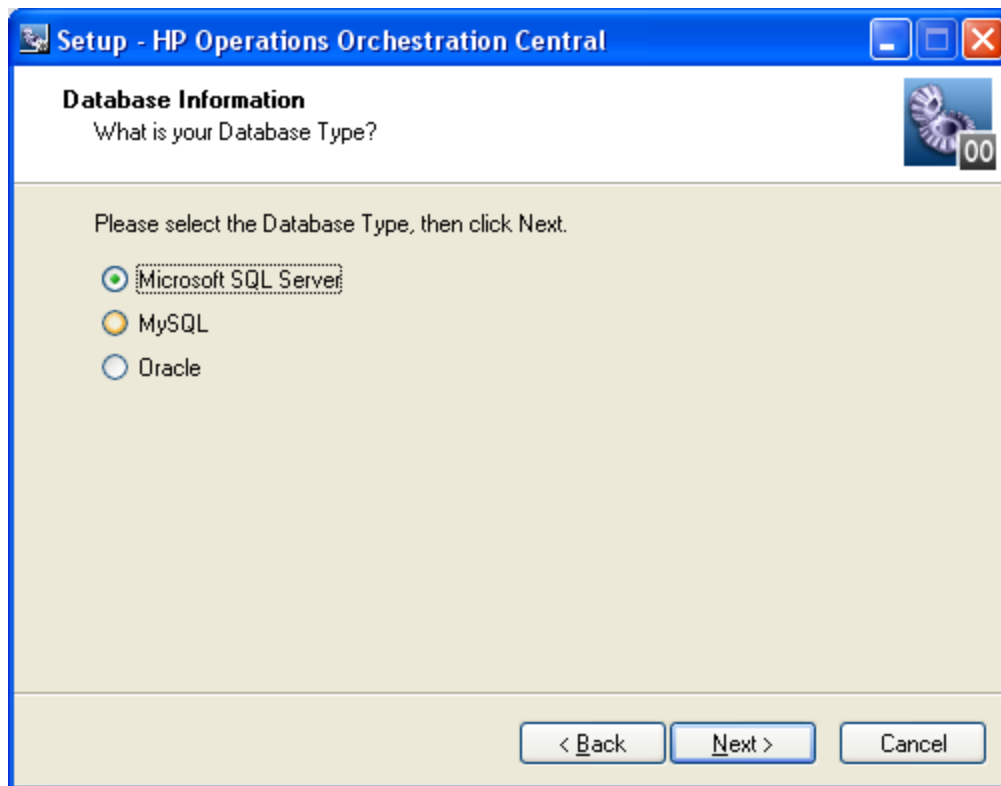 Setup - HP Operations Orchestration Central
Database Information
What is your Database Type?
OO
Please select the Database Type, then click Next.
Microsoft SQL Server
MySQL
Oracle
< Back
Next >
Cancel